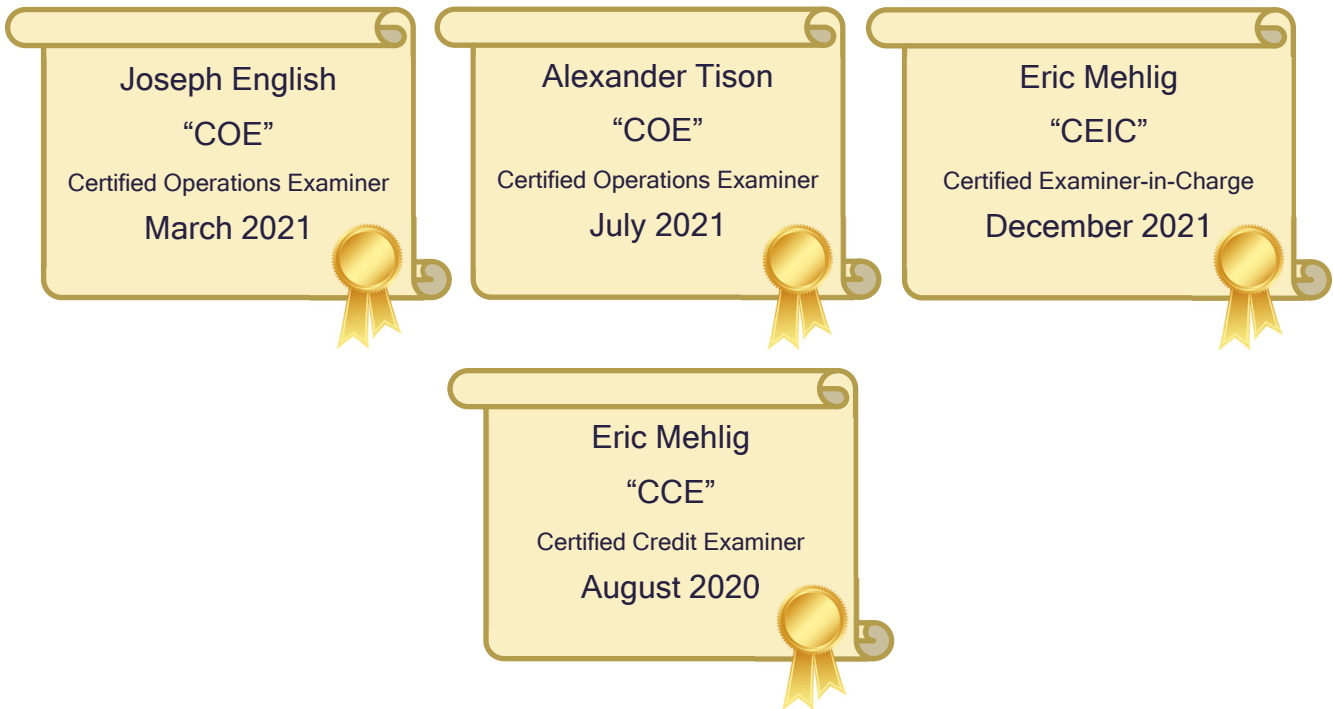 Joseph English
“COE”
Certified Operations Examiner
March 2021
Alexander Tison
“COE”
Certified Operations Examiner
July 2021
Eric Mehlig
“CEIC”
Certified Examiner-in-Charge
December 2021
Eric Mehlig
“CCE”
Certified Credit Examiner
August 2020